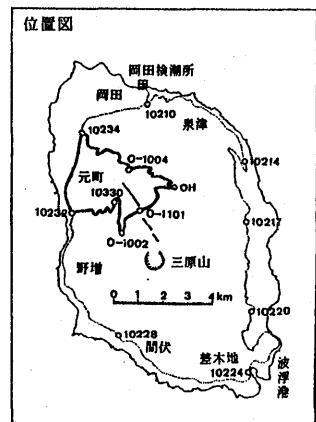 位置図
岡田検潮所
岡田
10210
泉津
10234
O-1004
10214
元町
OH
10330
O-1101
10217
O-1002
三原山
野増
0 1 2 3 4 km
10220
10228
間伏
差木地
10224
波浮港